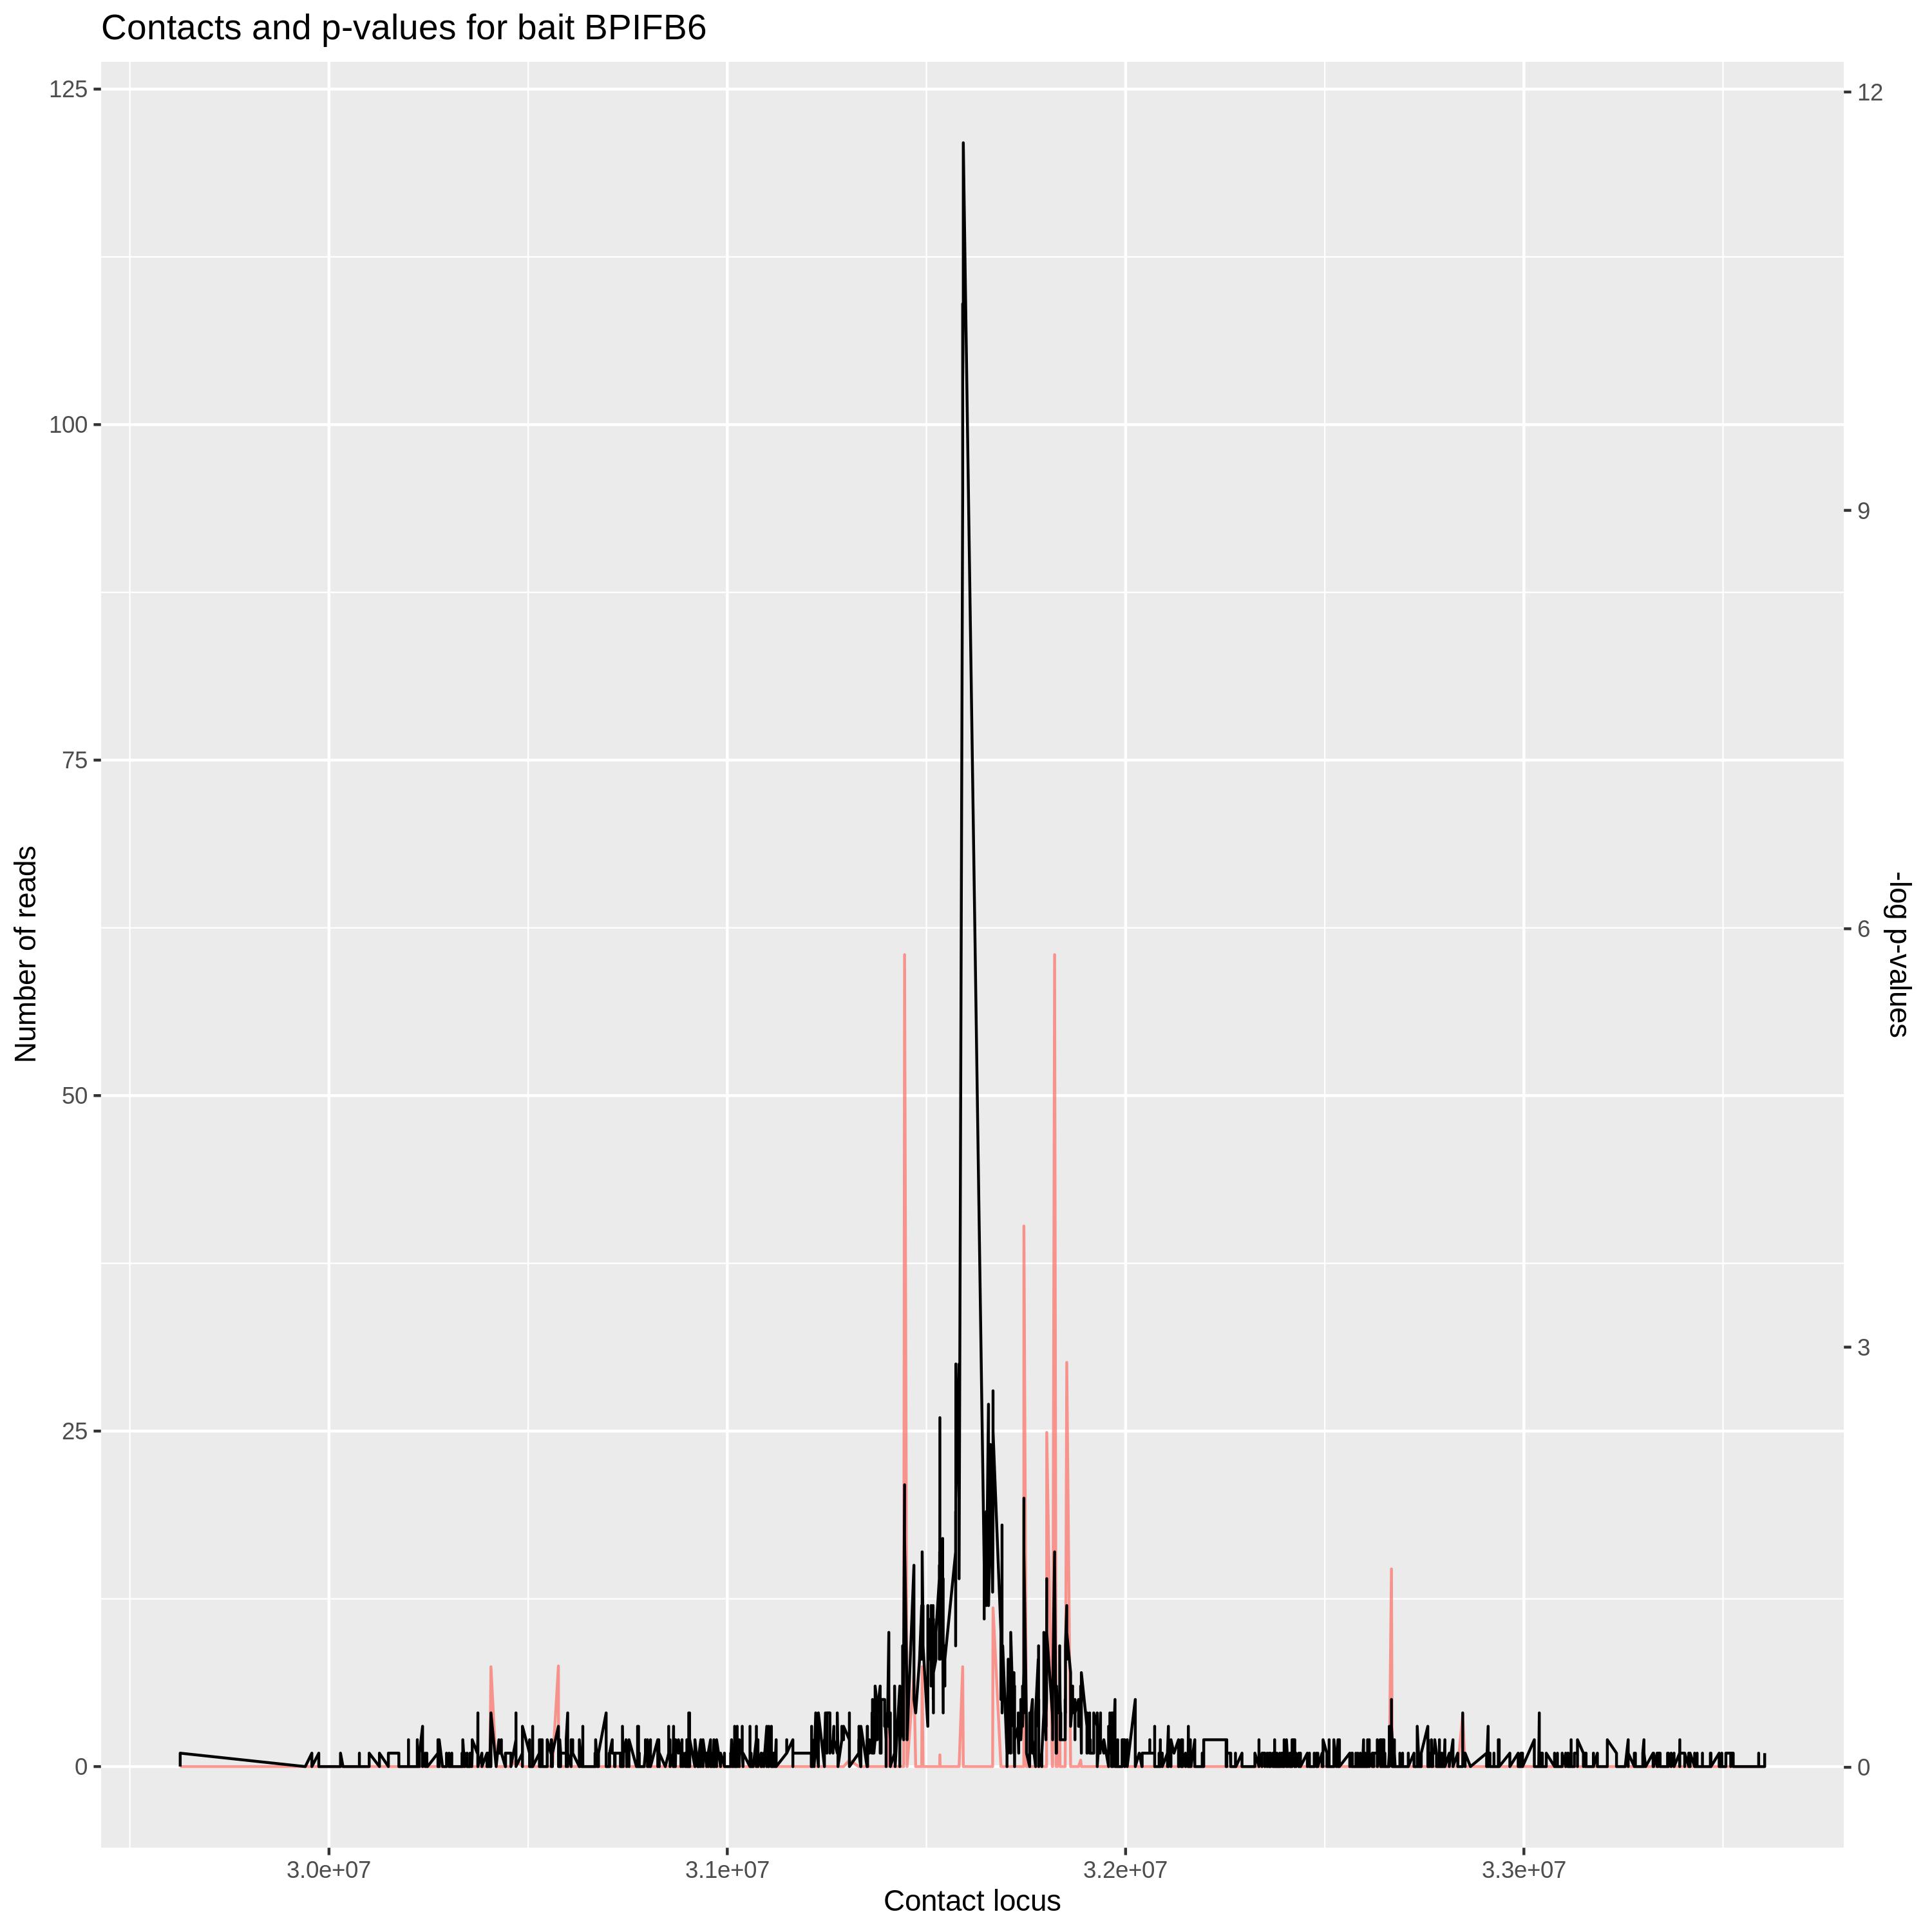 Contacts and p-values for bait BPIFB6
125
100
75
50
25
0
Number of reads
12
9
6
3
0
-log p-values
3.0e+07
3.1e+07
3.2e+07
3.3e+07
Contact locus